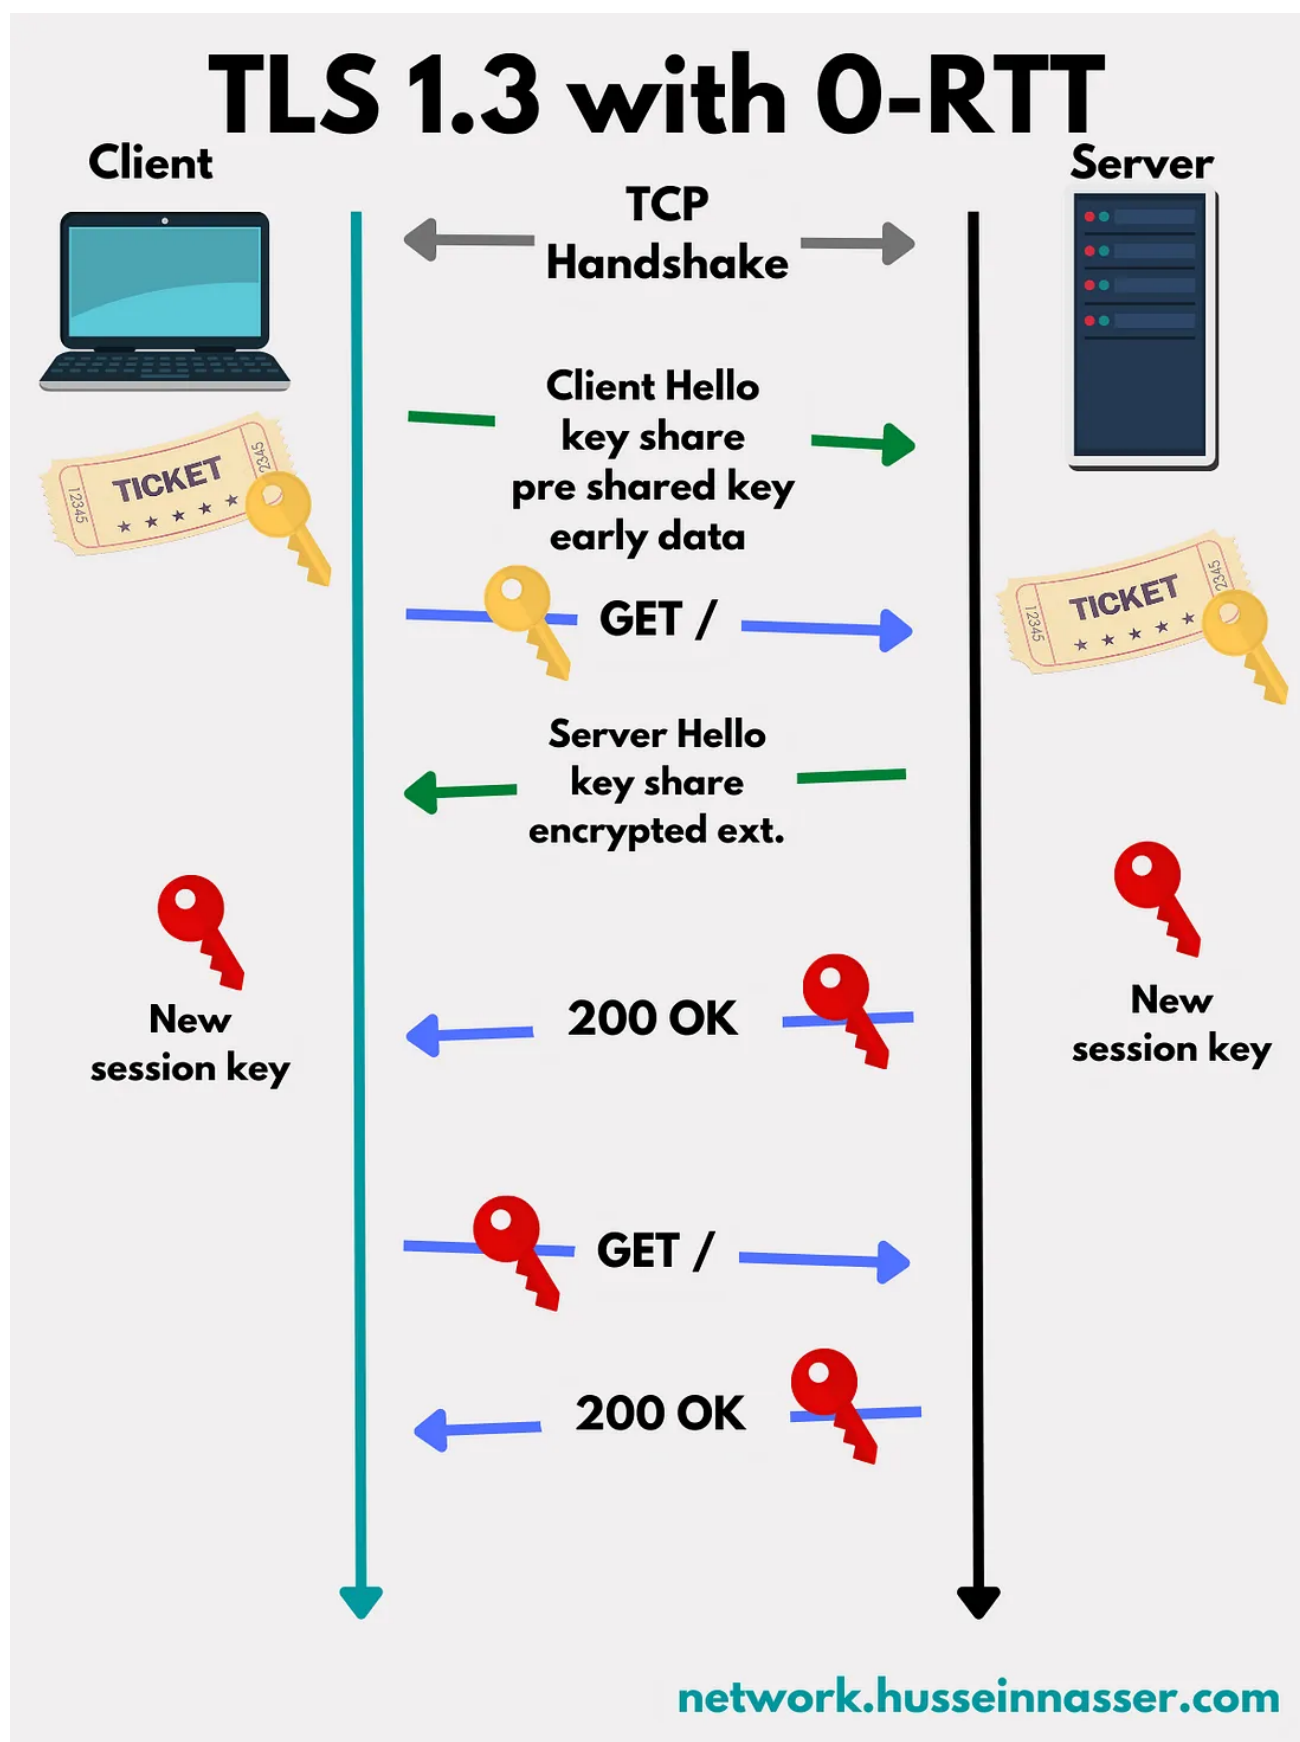 TLS 1.3 with 0-RTT
Client
Server
TCP
Handshake
Client Hello
key share
pre shared key
early data
TICKET
12345
12345
GET /
TICKET
12345
12345
Server Hello
key share
encrypted ext.
New
session key
200 OK
New
session key
GET /
200 OK
network.husseinnasser.com